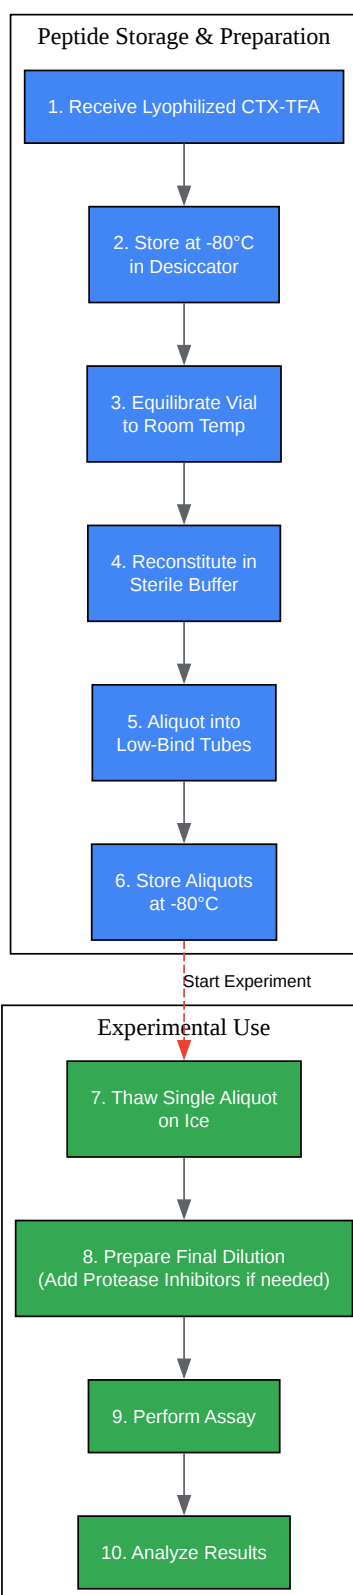 Peptide Storage & Preparation
1. Receive Lyophilized CTX-TFA
2. Store at -80°C
in Desiccator
3. Equilibrate Vial
to Room Temp
4. Reconstitute in
Sterile Buffer
5. Aliquot into
Low-Bind Tubes
6. Store Aliquots
at -80°C
Start Experiment
Experimental Use
7. Thaw Single Aliquot
on Ice
8. Prepare Final Dilution
(Add Protease Inhibitors if needed)
9. Perform Assay
10. Analyze Results